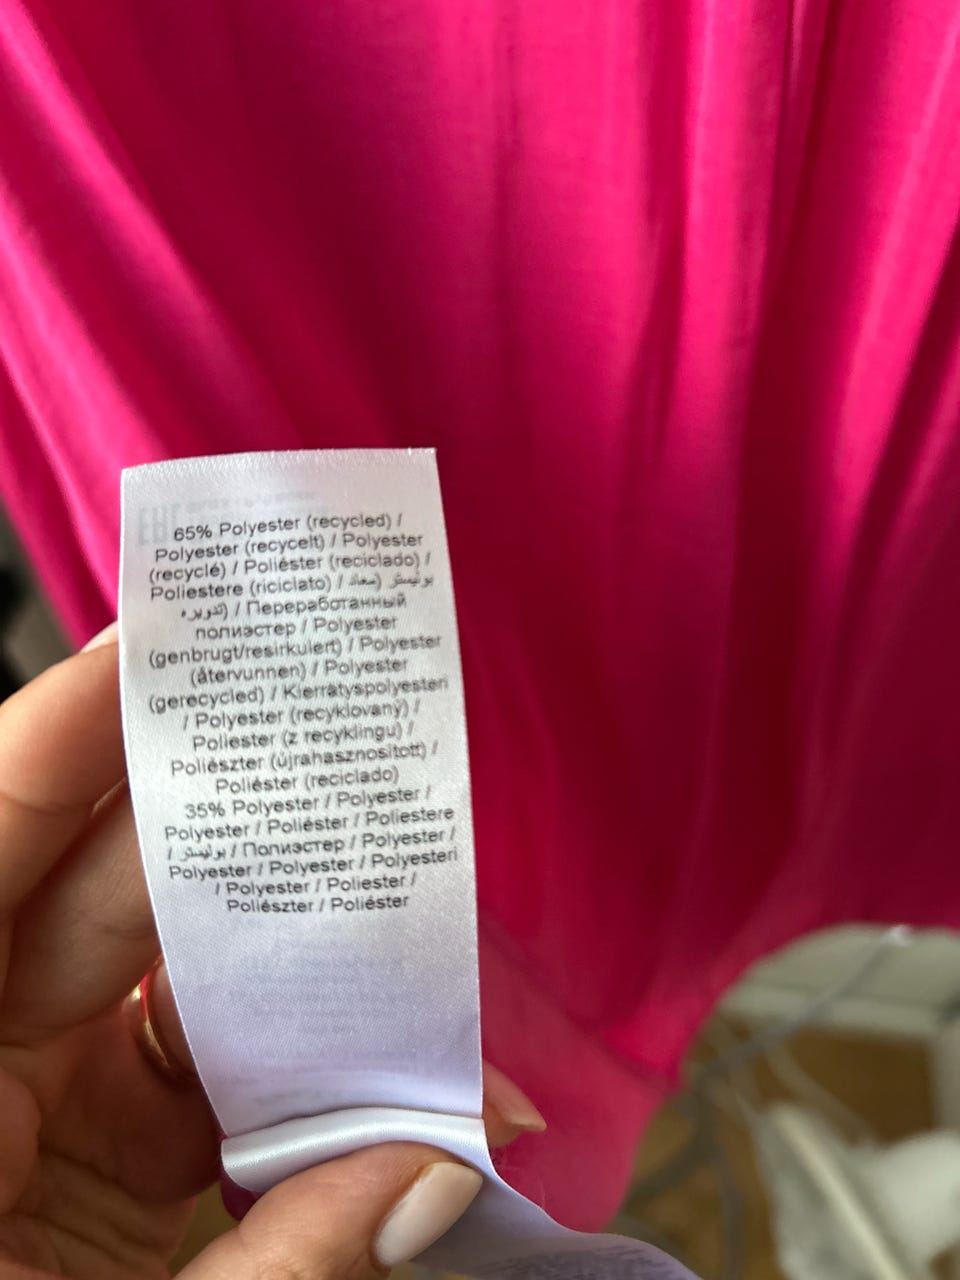 65% Polyester (recycled) /
Polyester (recycelt) / Polyester
(recyclé) / Poliéster (reciclado) /
Poliestere (riciclato) / بوليستر (معاد
تدويره) / Переработанный
полиэстер / Polyester
(genbrugt/resirkulert) / Polyester
(återvunnen) / Polyester
(gerecycled) / Kierrätyspolyesteri
/ Polyester (recyklovaný) /
Poliester (z recyklingu) /
Poliészter (újrahasznosított) /
Poliéster (reciclado)
35% Polyester / Polyester /
Polyester / Poliéster / Poliestere
/ بوليستر / Полиэстер / Polyester /
Polyester / Polyester / Polyesteri
/ Polyester / Poliester /
Poliészter / Poliéster